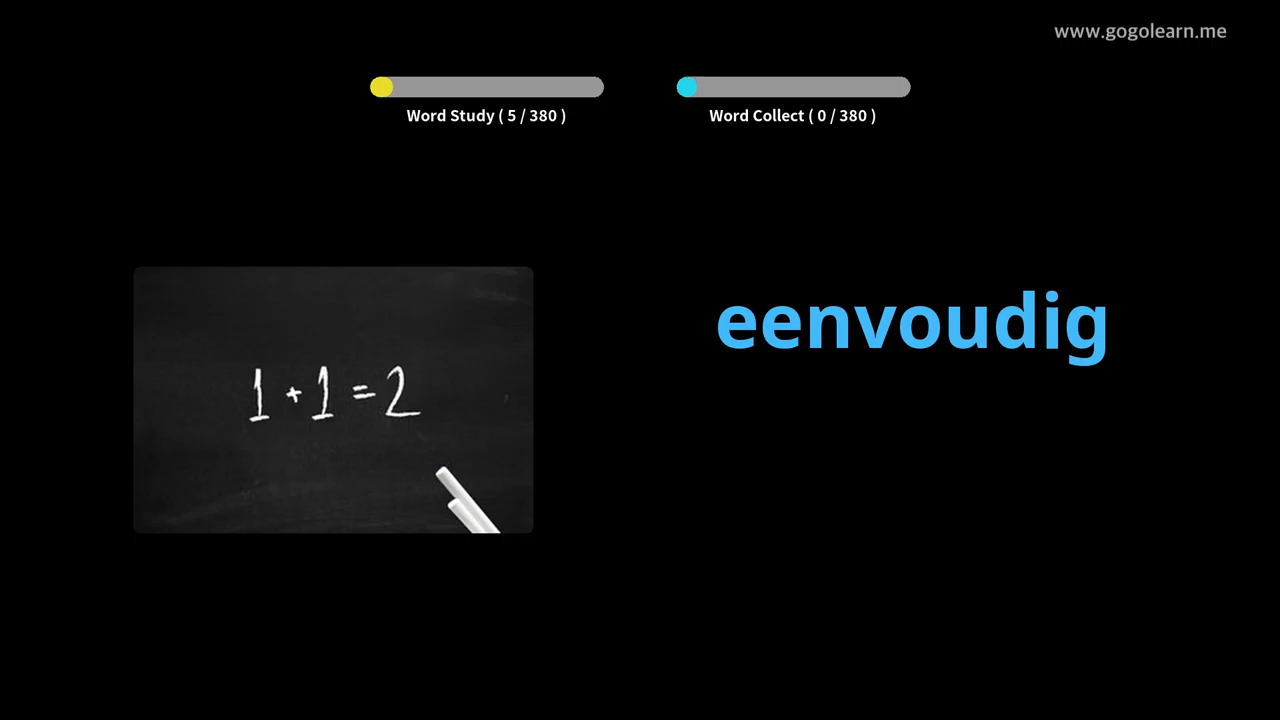 www.gogolearn.me
Word Study ( 5 / 380 )
Word Collect ( 0 / 380 )
eenvoudig
1 + 1 = 2